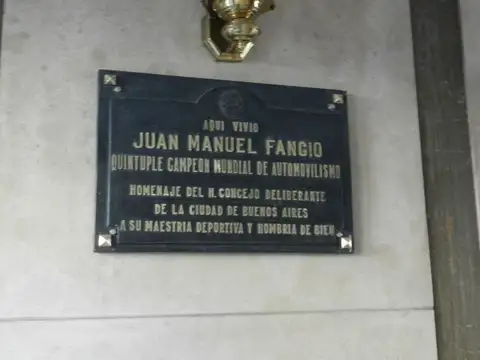 AQUI VIVIO
JUAN MANUEL FANGIO
QUINTUPLE CAMPEON MUNDIAL DE AUTOMOVILISMO
HOMENAJE DEL H. CONCEJO DELIBERANTE
DE LA CIUDAD DE BUENOS AIRES
A SU MAESTRIA DEPORTIVA Y HOMBRIA DE BIEN